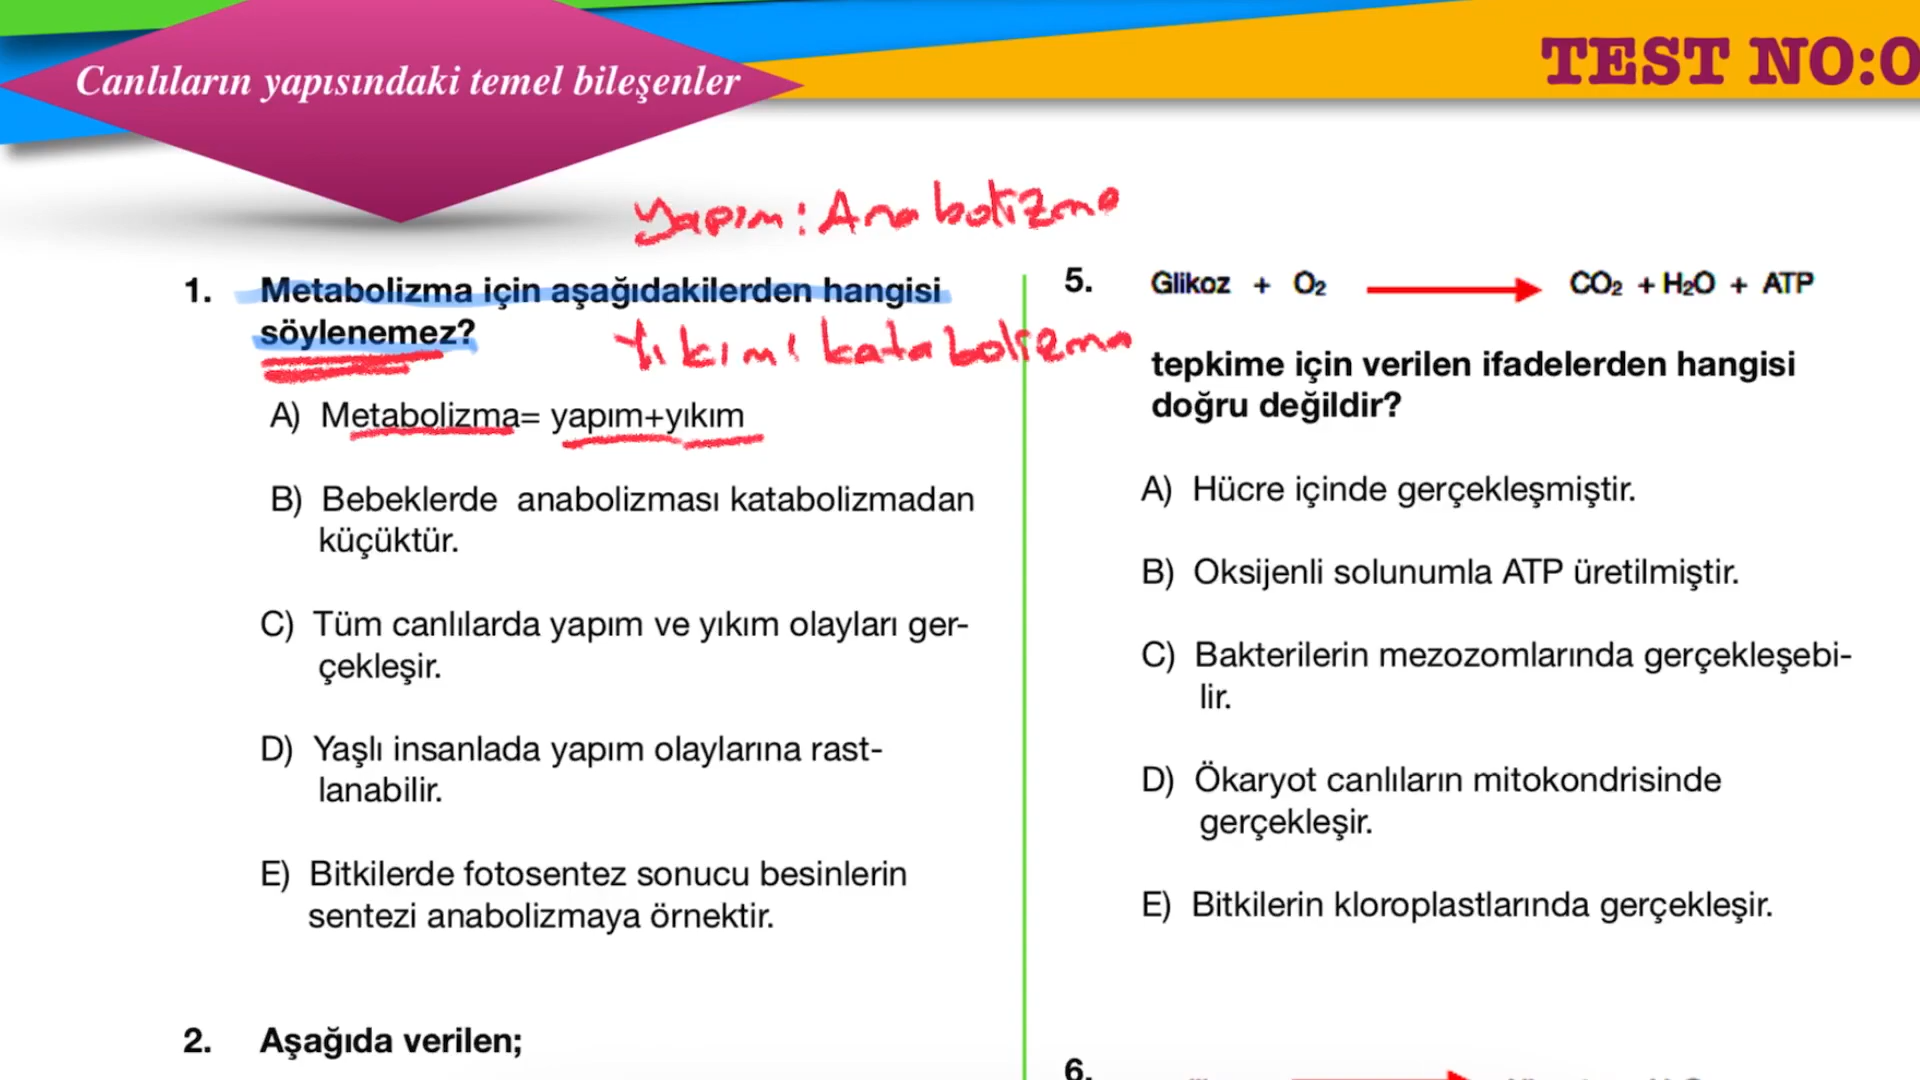 Canlıların yapısındaki temel bileşenler
TEST NO:0
yapım: Anabolizma
1. Metabolizma için aşağıdakilerden hangisi
söylenemez?
Yıkım: katabolizma
A) Metabolizma= yapım+yıkım
B) Bebeklerde anabolizması katabolizmadan
küçüktür.
C) Tüm canlılarda yapım ve yıkım olayları ger-
çekleşir.
D) Yaşlı insanlada yapım olaylarına rast-
lanabilir.
E) Bitkilerde fotosentez sonucu besinlerin
sentezi anabolizmaya örnektir.
2. Aşağıda verilen;
5. Glikoz + O₂ → CO₂ + H₂O + ATP
tepkime için verilen ifadelerden hangisi
doğru değildir?
A) Hücre içinde gerçekleşmiştir.
B) Oksijenli solunumla ATP üretilmiştir.
C) Bakterilerin mezozomlarında gerçekleşebi-
lir.
D) Ökaryot canlıların mitokondrisinde
gerçekleşir.
E) Bitkilerin kloroplastlarında gerçekleşir.
6.